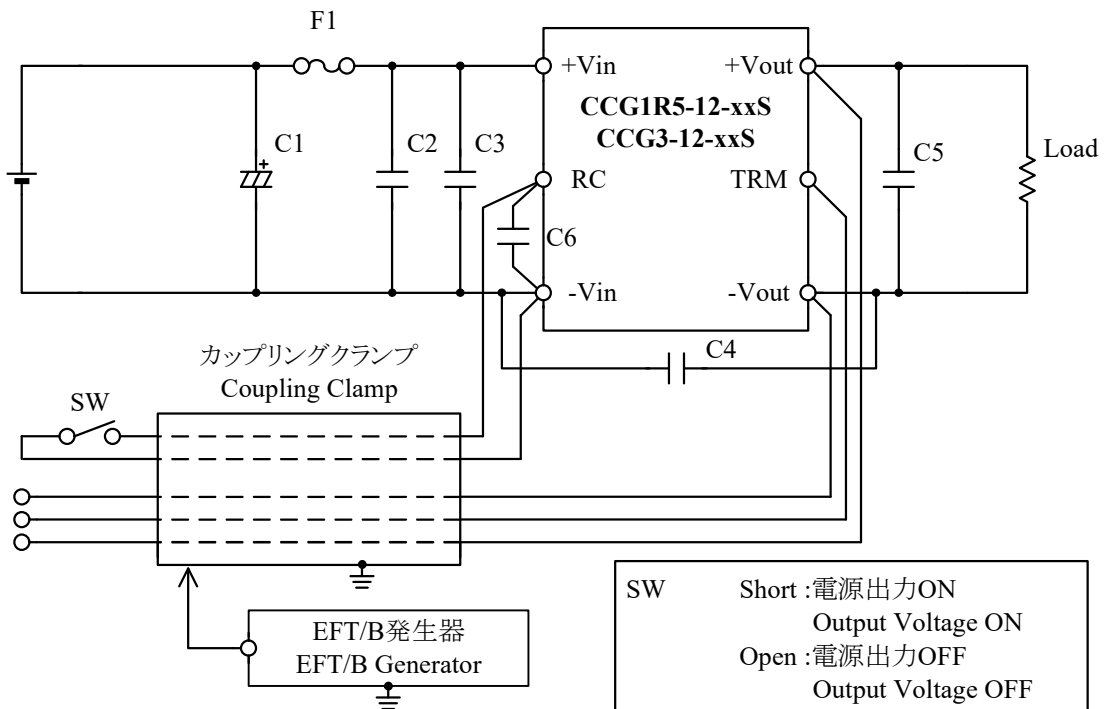 F1
+Vin
+Vout
CCG1R5-12-xxS
CCG3-12-xxS
C1
C2
C3
C5
Load
RC
TRM
C6
-Vin
-Vout
C4
カップリングクランプ
Coupling Clamp
SW
EFT/B発生器
EFT/B Generator
SW Short :電源出力ON
Output Voltage ON
Open :電源出力OFF
Output Voltage OFF